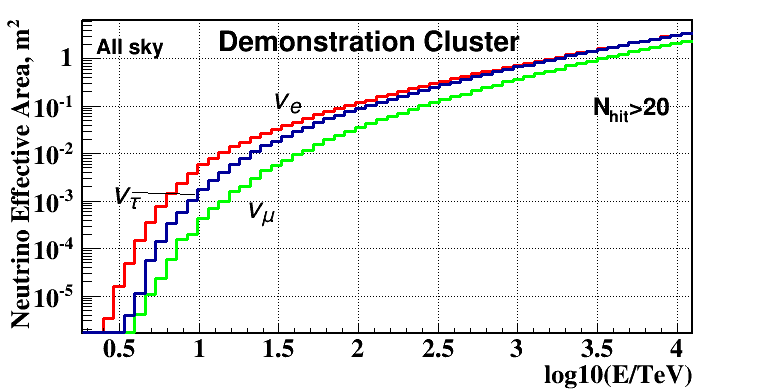 Neutrino Effective Area, m²
All sky
Demonstration Cluster
1
10⁻¹
10⁻²
10⁻³
10⁻⁴
10⁻⁵
νe
N_hit>20
ντ
νμ
0.5 1 1.5 2 2.5 3 3.5 4
log10(E/TeV)